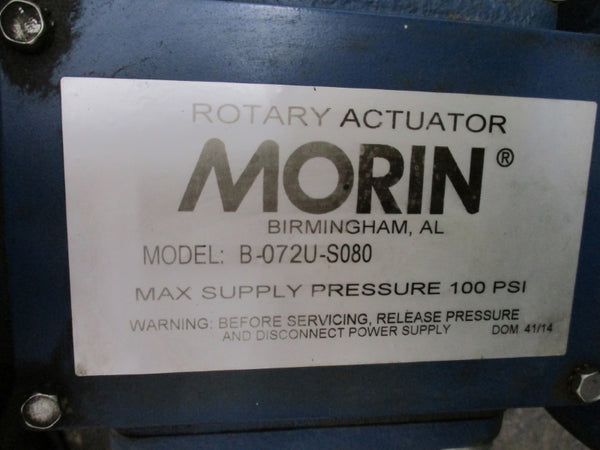 ROTARY ACTUATOR
MORIN®
BIRMINGHAM, AL
MODEL: B-072U-S080
MAX SUPPLY PRESSURE 100 PSI
WARNING: BEFORE SERVICING, RELEASE PRESSURE
AND DISCONNECT POWER SUPPLY DOM 41/14